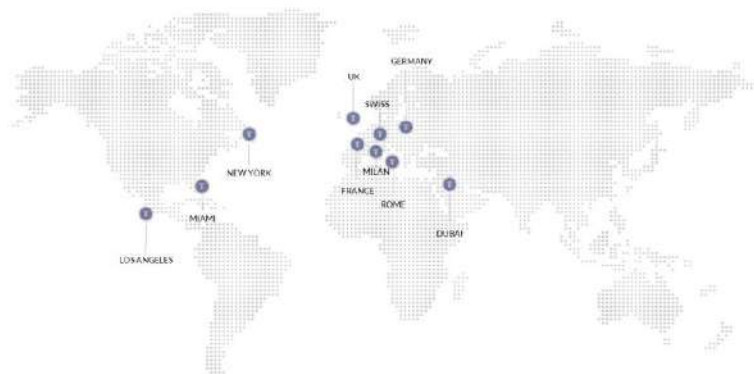 GERMANY
UK
SWISS
NEW YORK
MILAN
FRANCE
ROME
MIAMI
DUBAI
LOS ANGELES